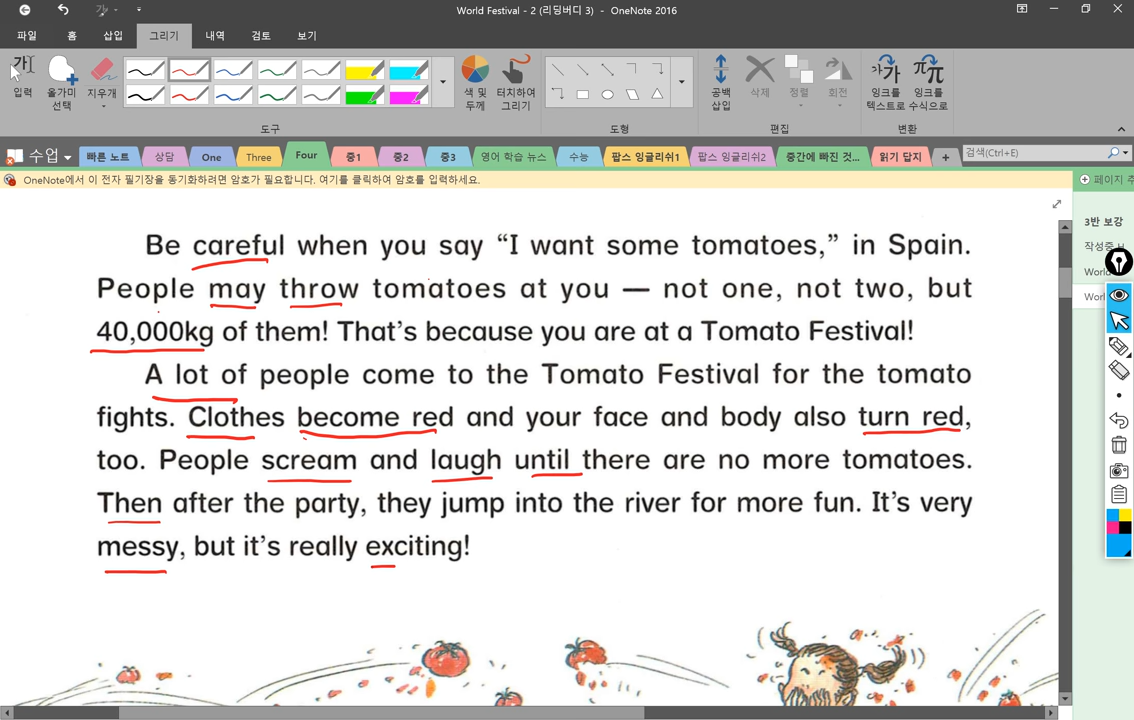 World Festival - 2 (리딩버디 3) - OneNote 2016
파일 홈 삽입 그리기 내역 검토 보기
입력 올가미 선택 지우개 색 및 두께 터치하여 그리기 공백 삽입 삭제 정렬 회전 잉크를 텍스트로 잉크를 수식으로
도구 도형 편집 변환
수업 빠른 노트 상담 One Three Four 중1 중2 중3 영어 학습 뉴스 수능 팝스 잉글리쉬1 팝스 잉글리쉬2 중간에 빠진 것... 읽기 답지 + 검색(Ctrl+E)
OneNote에서 이 전자 필기장을 동기화하려면 암호가 필요합니다. 여기를 클릭하여 암호를 입력하세요.
페이지 추
3반 보강
작성중
World
Worl
Be careful when you say “I want some tomatoes,” in Spain.
People may throw tomatoes at you — not one, not two, but
40,000kg of them! That’s because you are at a Tomato Festival!
A lot of people come to the Tomato Festival for the tomato
fights. Clothes become red and your face and body also turn red,
too. People scream and laugh until there are no more tomatoes.
Then after the party, they jump into the river for more fun. It’s very
messy, but it’s really exciting!